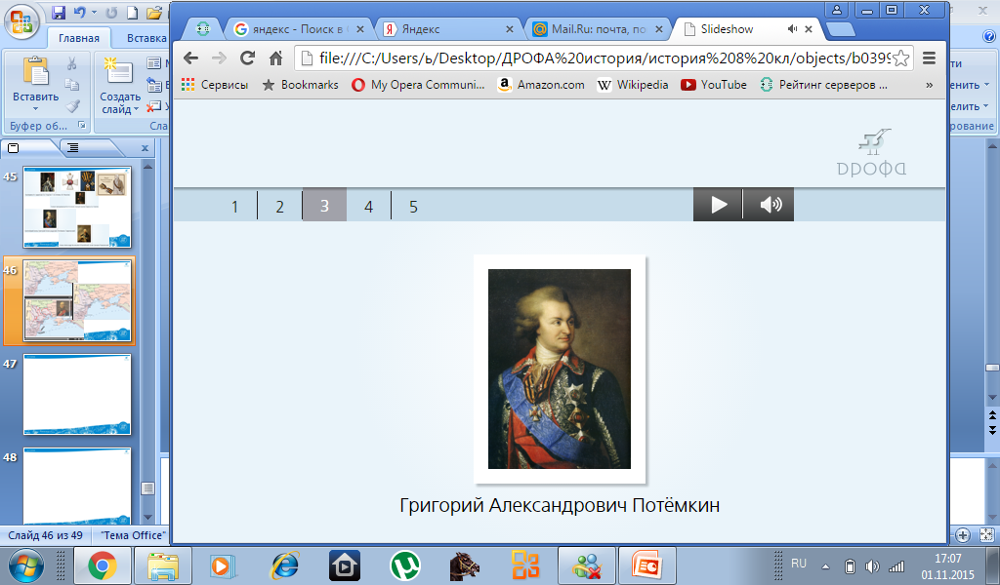 Главная
Вставка
Вставить
Создать
слайд
Буфер об...
Сла
яндекс - Поиск в
Яндекс
Mail.Ru: почта, по
Slideshow
file:///C:/Users/ь/Desktop/ДРОФА%20история/история%208%20кл/objects/b0399
Сервисы
Bookmarks
My Opera Communi...
Amazon.com
Wikipedia
YouTube
Рейтинг серверов ...
»
ДРОФА
1
2
3
4
5
Григорий Александрович Потёмкин
45
46
47
48
Слайд 46 из 49
"Тема Office"
RU
17:07
01.11.2015